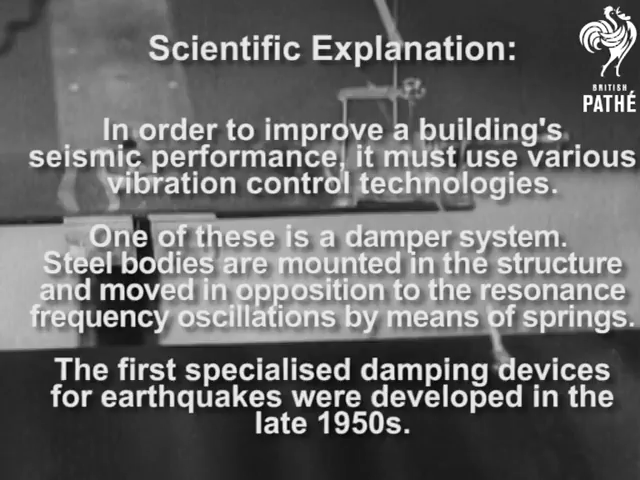 Scientific Explanation:
BRITISH
PATHÉ
In order to improve a building's
seismic performance, it must use various
vibration control technologies.
One of these is a damper system.
Steel bodies are mounted in the structure
and moved in opposition to the resonance
frequency oscillations by means of springs.
The first specialised damping devices
for earthquakes were developed in the
late 1950s.